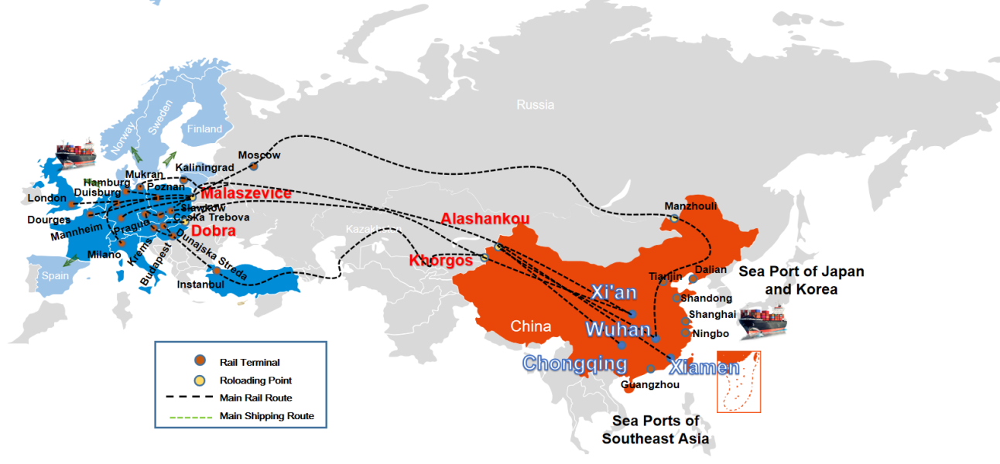 Russia
Norway
Sweden
Finland
Moscow
Kaliningrad
Mukran
Hamburg
Poznan
Duisburg
London
Malaszevice
Manzhouli
Slawkow
Ceska Trebova
Dourges
Mannheim
Prague
Dobra
Alashankou
Kazakh
Milano
Krems
Budapest
Dunajska Streda
Khorgos
Spain
Instanbul
Tianjin
Dalian
Sea Port of Japan
and Korea
Xi'an
Shandong
Shanghai
China
Wuhan
Ningbo
Chongqing
Xiamen
Guangzhou
Rail Terminal
Roloading Point
Main Rail Route
Main Shipping Route
Sea Ports of
Southeast Asia